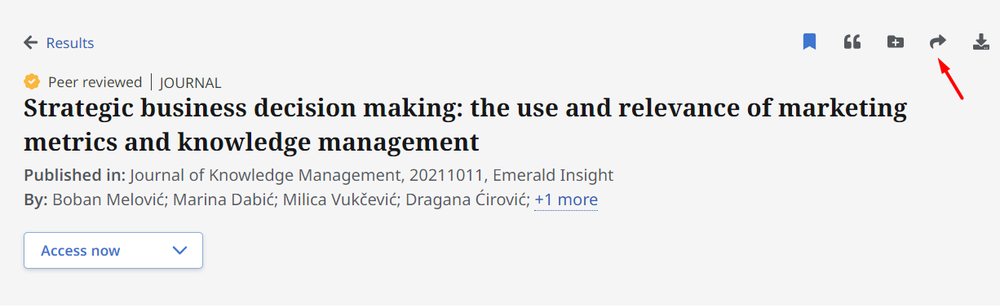 Results
Peer reviewed | JOURNAL
Strategic business decision making: the use and relevance of marketing
metrics and knowledge management
Published in: Journal of Knowledge Management, 20211011, Emerald Insight
By: Boban Melović; Marina Dabić; Milica Vukčević; Dragana Ćirović; +1 more
Access now